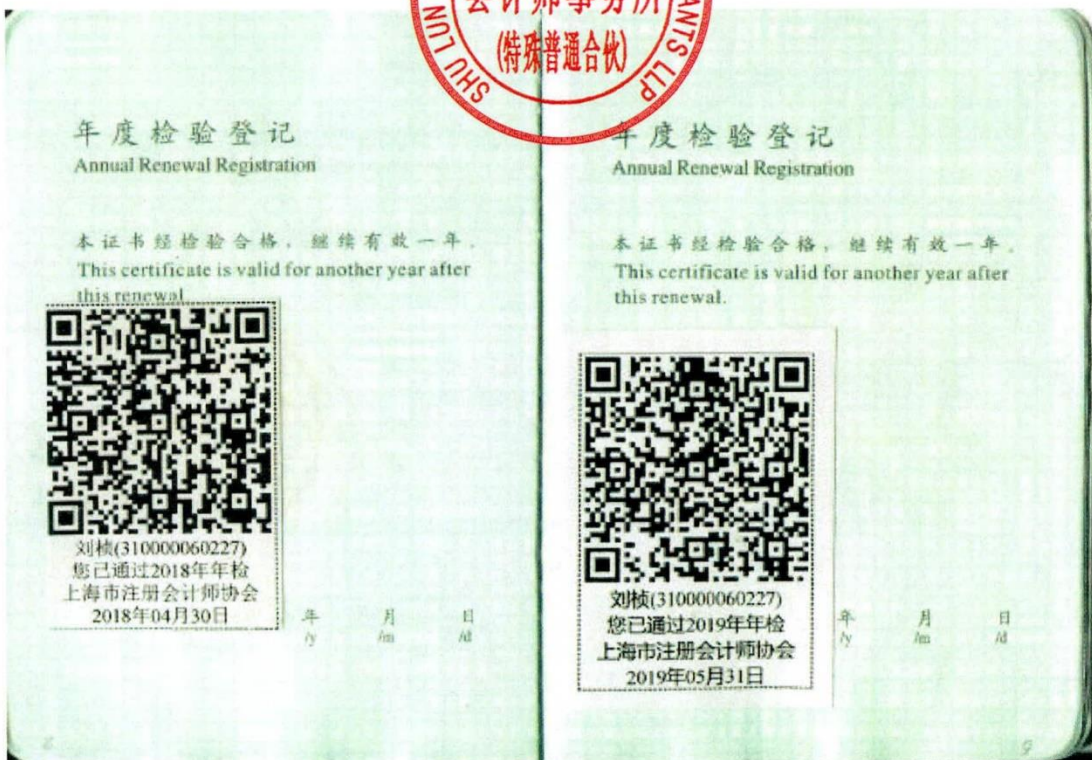 会计师事务所
(特殊普通合伙)
SHU LUN
ANTS LLP
年度检验登记
Annual Renewal Registration
本证书经检验合格，继续有效一年。
This certificate is valid for another year after
this renewal
刘桢(310000060227)
您已通过2018年年检
上海市注册会计师协会
2018年04月30日
年 月 日
/y /m /d
年度检验登记
Annual Renewal Registration
本证书经检验合格，继续有效一年。
This certificate is valid for another year after
this renewal.
刘桢(310000060227)
您已通过2019年年检
上海市注册会计师协会
2019年05月31日
年 月 日
/y /m /d
9